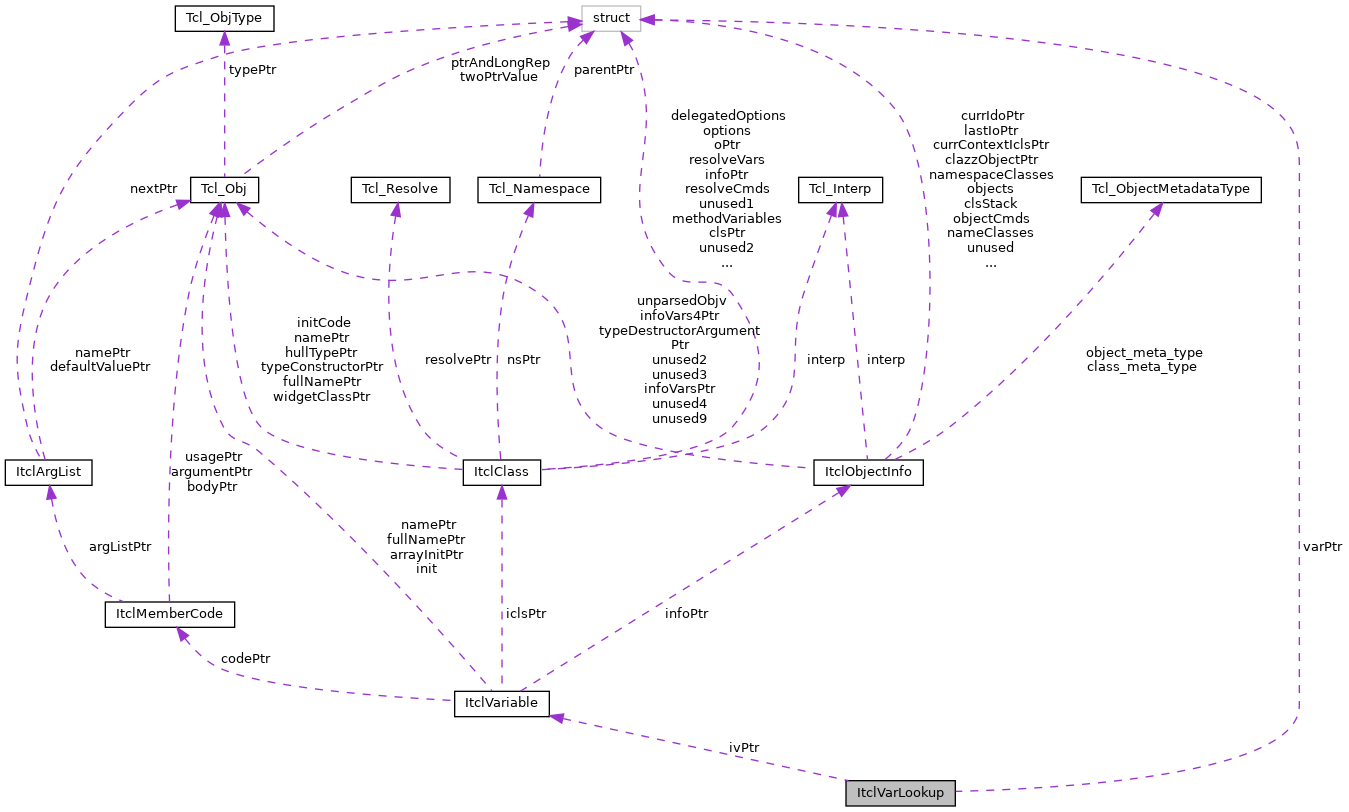 Tcl_ObjType
struct
typePtr
ptrAndLongRep
twoPtrValue
parentPtr
delegatedOptions
options
oPtr
resolveVars
infoPtr
resolveCmds
unused1
methodVariables
clsPtr
unused2
...
currIdoPtr
lastIoPtr
currContextIclsPtr
clazzObjectPtr
namespaceClasses
objects
clsStack
objectCmds
nameClasses
unused
...
nextPtr
Tcl_Obj
Tcl_Resolve
Tcl_Namespace
Tcl_Interp
Tcl_ObjectMetadataType
namePtr
defaultValuePtr
initCode
namePtr
hullTypePtr
typeConstructorPtr
fullNamePtr
widgetClassPtr
resolvePtr
nsPtr
unparsedObjv
infoVars4Ptr
typeDestructorArgument
Ptr
unused2
unused3
infoVarsPtr
unused4
unused9
interp
interp
object_meta_type
class_meta_type
ItclArgList
usagePtr
argumentPtr
bodyPtr
ItclClass
ItclObjectInfo
argListPtr
namePtr
fullNamePtr
arrayInitPtr
init
varPtr
ItclMemberCode
iclsPtr
infoPtr
codePtr
ItclVariable
ivPtr
ItclVarLookup